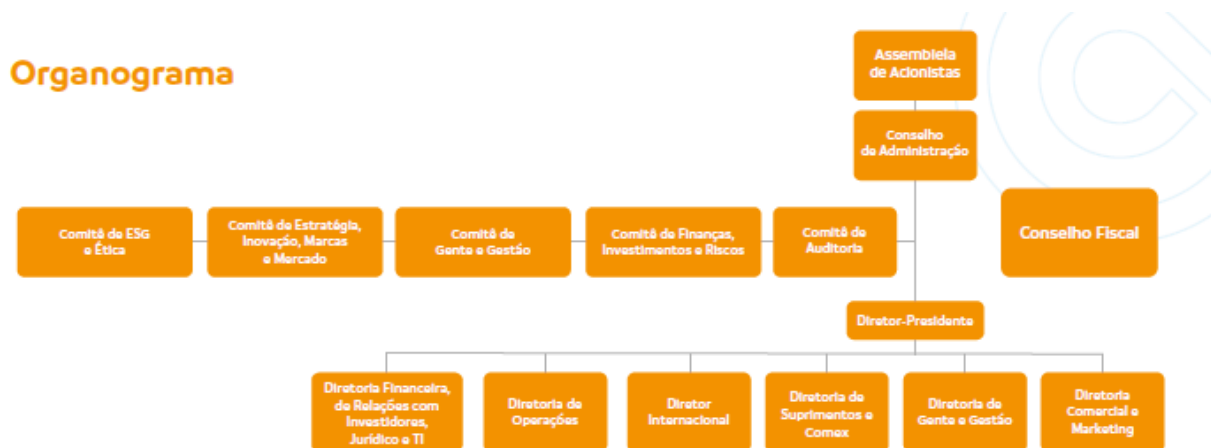 Organograma
Assembleia
de Acionistas
Conselho
de Administração
Comitê de ESG
e Ética
Comitê de Estratégia,
Inovação, Marcas
e Mercado
Comitê de
Gente e Gestão
Comitê de Finanças,
Investimentos e Riscos
Comitê de
Auditoria
Conselho Fiscal
Diretor-Presidente
Diretoria Financeira,
de Relações com
Investidores,
Jurídico e TI
Diretoria de
Operações
Diretor
Internacional
Diretoria de
Suprimentos e
Comex
Diretoria de
Gente e Gestão
Diretoria
Comercial e
Marketing